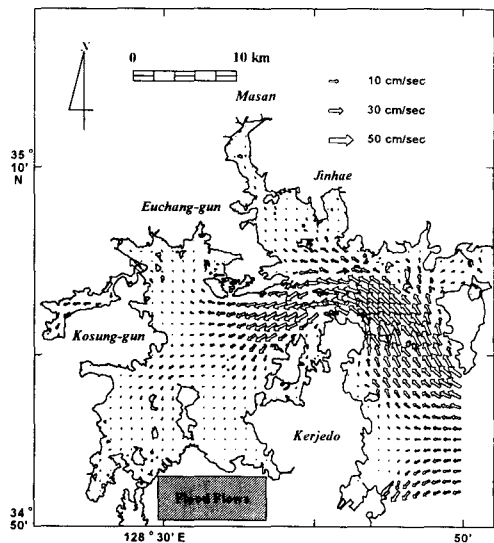 N
0 10 km
10 cm/sec
30 cm/sec
50 cm/sec
Masan
35°
10'
N
Jinhae
Euchang-gun
Kosung-gun
Kerjedo
Flood Flows
34°
50'
128° 30' E
50'